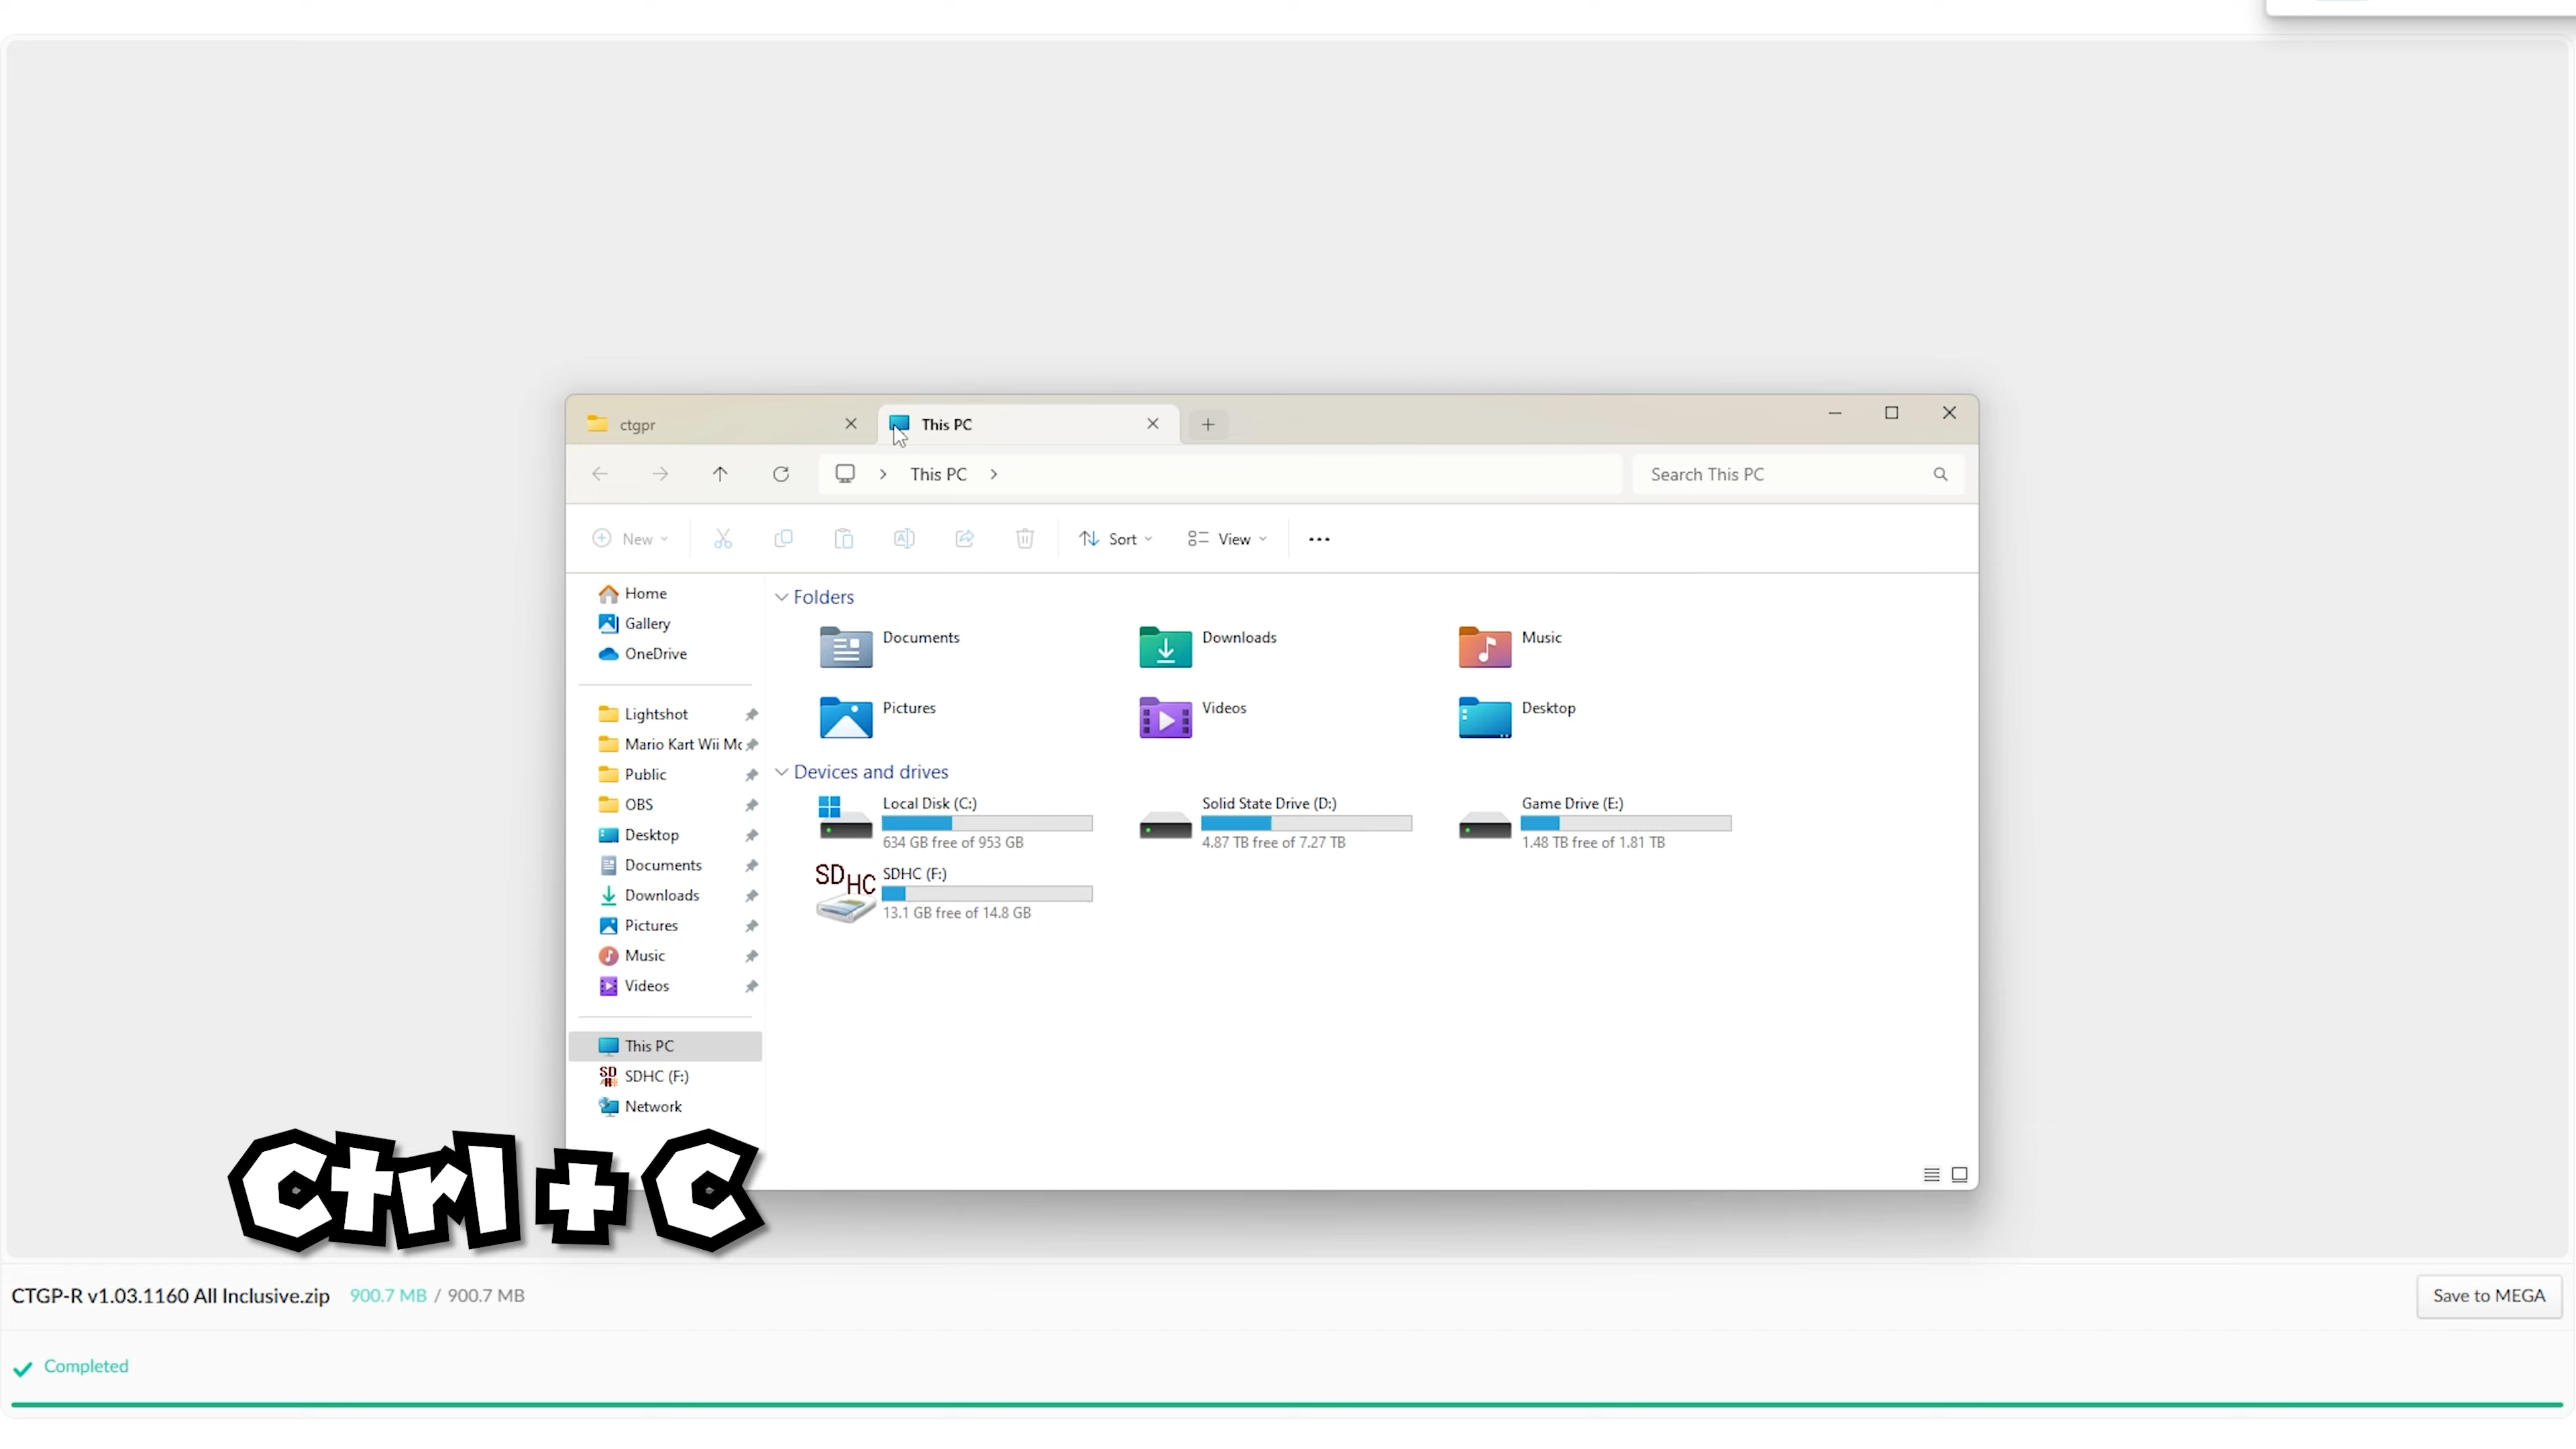 ctgpr
This PC
This PC
Search This PC
New
Sort
View
Home
Gallery
OneDrive
Lightshot
Mario Kart Wii Mc
Public
OBS
Desktop
Documents
Downloads
Pictures
Music
Videos
This PC
SDHC (F:)
Network
Folders
Documents
Downloads
Music
Pictures
Videos
Desktop
Devices and drives
Local Disk (C:)
634 GB free of 953 GB
Solid State Drive (D:)
4.87 TB free of 7.27 TB
Game Drive (E:)
1.48 TB free of 1.81 TB
SDHC
SDHC (F:)
13.1 GB free of 14.8 GB
Ctrl+C
CTGP-R v1.03.1160 All Inclusive.zip 900.7 MB / 900.7 MB
Save to MEGA
Completed